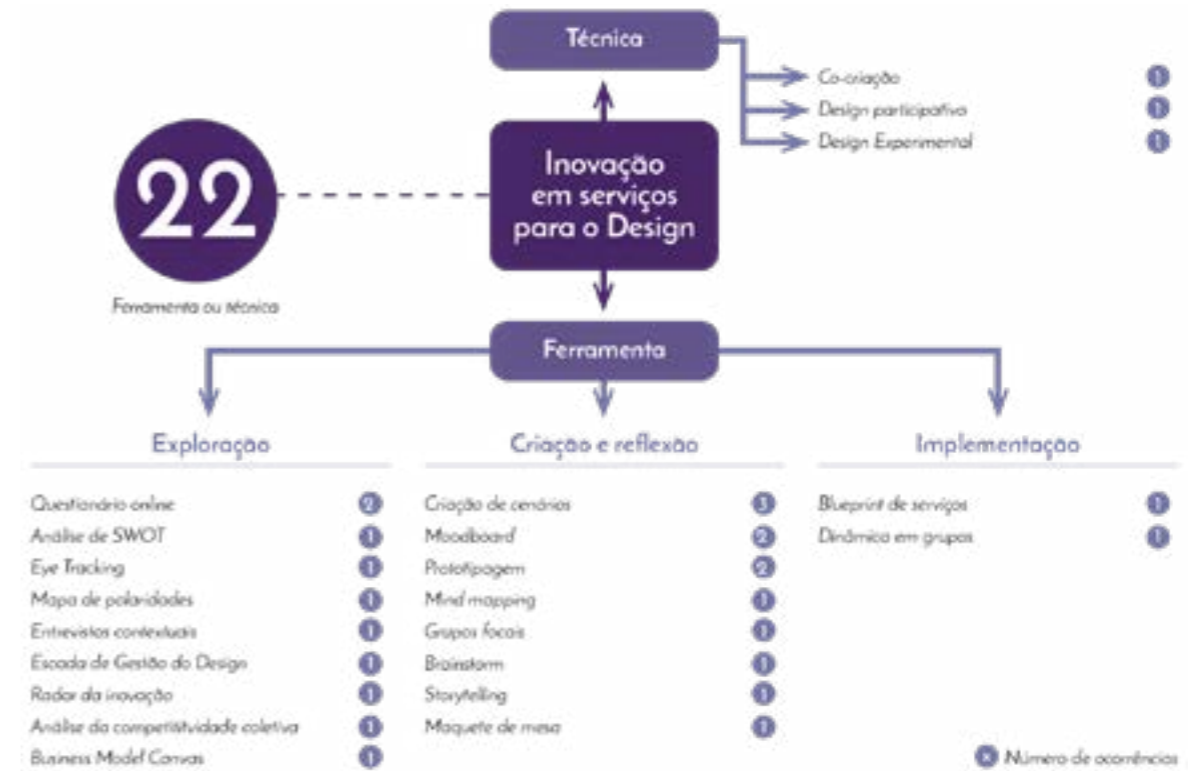 Técnica
Co-criação 1
Design participativo 1
Design Experimental 1
22
Ferramenta ou técnica
Inovação
em serviços
para o Design
Ferramenta
Exploração
Questionário online 2
Análise de SWOT 1
Eye Tracking 1
Mapa de polaridades 1
Entrevistas contextuais 1
Escada de Gestão do Design 1
Radar da inovação 1
Análise da competitividade coletiva 1
Business Model Canvas 1
Criação e reflexão
Criação de cenários 3
Moodboard 2
Prototipagem 2
Mind mapping 1
Grupos focais 1
Brainstorm 1
Storytelling 1
Maquete de mesa 1
Implementação
Blueprint de serviços 1
Dinâmica em grupos 1
x Número de ocorrências